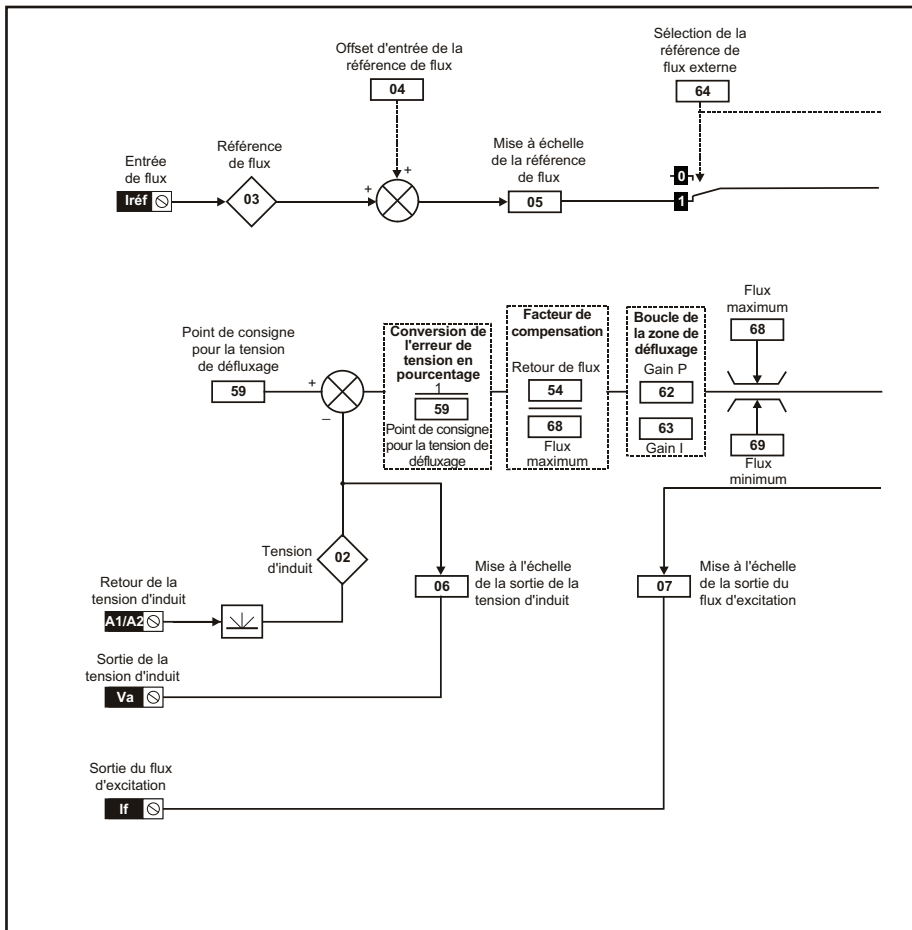 Offset d'entrée de la
référence de flux
04
Sélection de la
référence de
flux externe
64
Entrée
de flux
Iréf
Référence
de flux
03
+
+
Mise à échelle
de la référence
de flux
05
0
1
Point de consigne
pour la tension
de défluxage
59
+
–
Conversion de
l'erreur de
tension en
pourcentage
1
59
Point de consigne
pour la tension de
défluxage
Facteur de
compensation
Retour de flux
54
68
Flux
maximum
Boucle de
la zone de
défluxage
Gain P
62
63
Gain I
Flux
maximum
68
69
Flux
minimum
Tension
d'induit
02
Retour de la
tension d'induit
A1/A2
06
Mise à l'échelle
de la sortie de la
tension d'induit
07
Mise à l'échelle
de la sortie du
flux d'excitation
Sortie de la
tension d'induit
Va
Sortie du flux
d'excitation
If